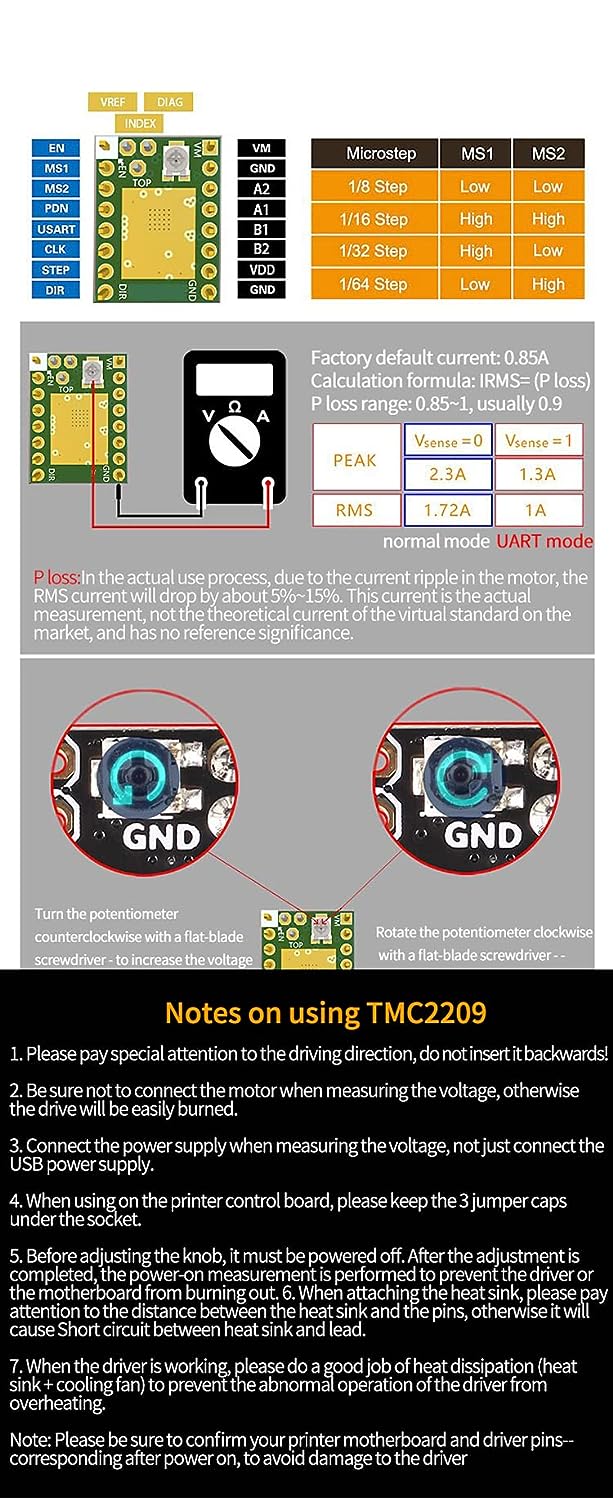 VREF DIAG
INDEX
EN
MS1
MS2
PDN
USART
CLK
STEP
DIR
VM
EN
TOP
DIR
GND
VM
GND
A2
A1
B1
B2
VDD
GND
Microstep MS1 MS2
1/8 Step Low Low
1/16 Step High High
1/32 Step High Low
1/64 Step Low High
VM
EN
TOP
DIR
GND
V Ω A
Factory default current: 0.85A
Calculation formula: IRMS= (P loss)
P loss range: 0.85~1, usually 0.9
PEAK
Vsense = 0 Vsense = 1
2.3A 1.3A
RMS 1.72A 1A
normal mode UART mode
P loss:In the actual use process, due to the current ripple in the motor, the
RMS current will drop by about 5%~15%. This current is the actual
measurement, not the theoretical current of the virtual standard on the
market, and has no reference significance.
GND
GND
Turn the potentiometer
counterclockwise with a flat-blade
screwdriver - to increase the voltage
VM
EN
TOP
Rotate the potentiometer clockwise
with a flat-blade screwdriver - -
Notes on using TMC2209
1. Please pay special attention to the driving direction, do not insert it backwards!
2. Be sure not to connect the motor when measuring the voltage, otherwise
the drive will be easily burned.
3. Connect the power supply when measuring the voltage, not just connect the
USB power supply.
4. When using on the printer control board, please keep the 3 jumper caps
under the socket.
5. Before adjusting the knob, it must be powered off. After the adjustment is
completed, the power-on measurement is performed to prevent the driver or
the motherboard from burning out. 6. When attaching the heat sink, please pay
attention to the distance between the heat sink and the pins, otherwise it will
cause Short circuit between heat sink and lead.
7. When the driver is working, please do a good job of heat dissipation (heat
sink + cooling fan) to prevent the abnormal operation of the driver from
overheating.
Note: Please be sure to confirm your printer motherboard and driver pins--
corresponding after power on, to avoid damage to the driver